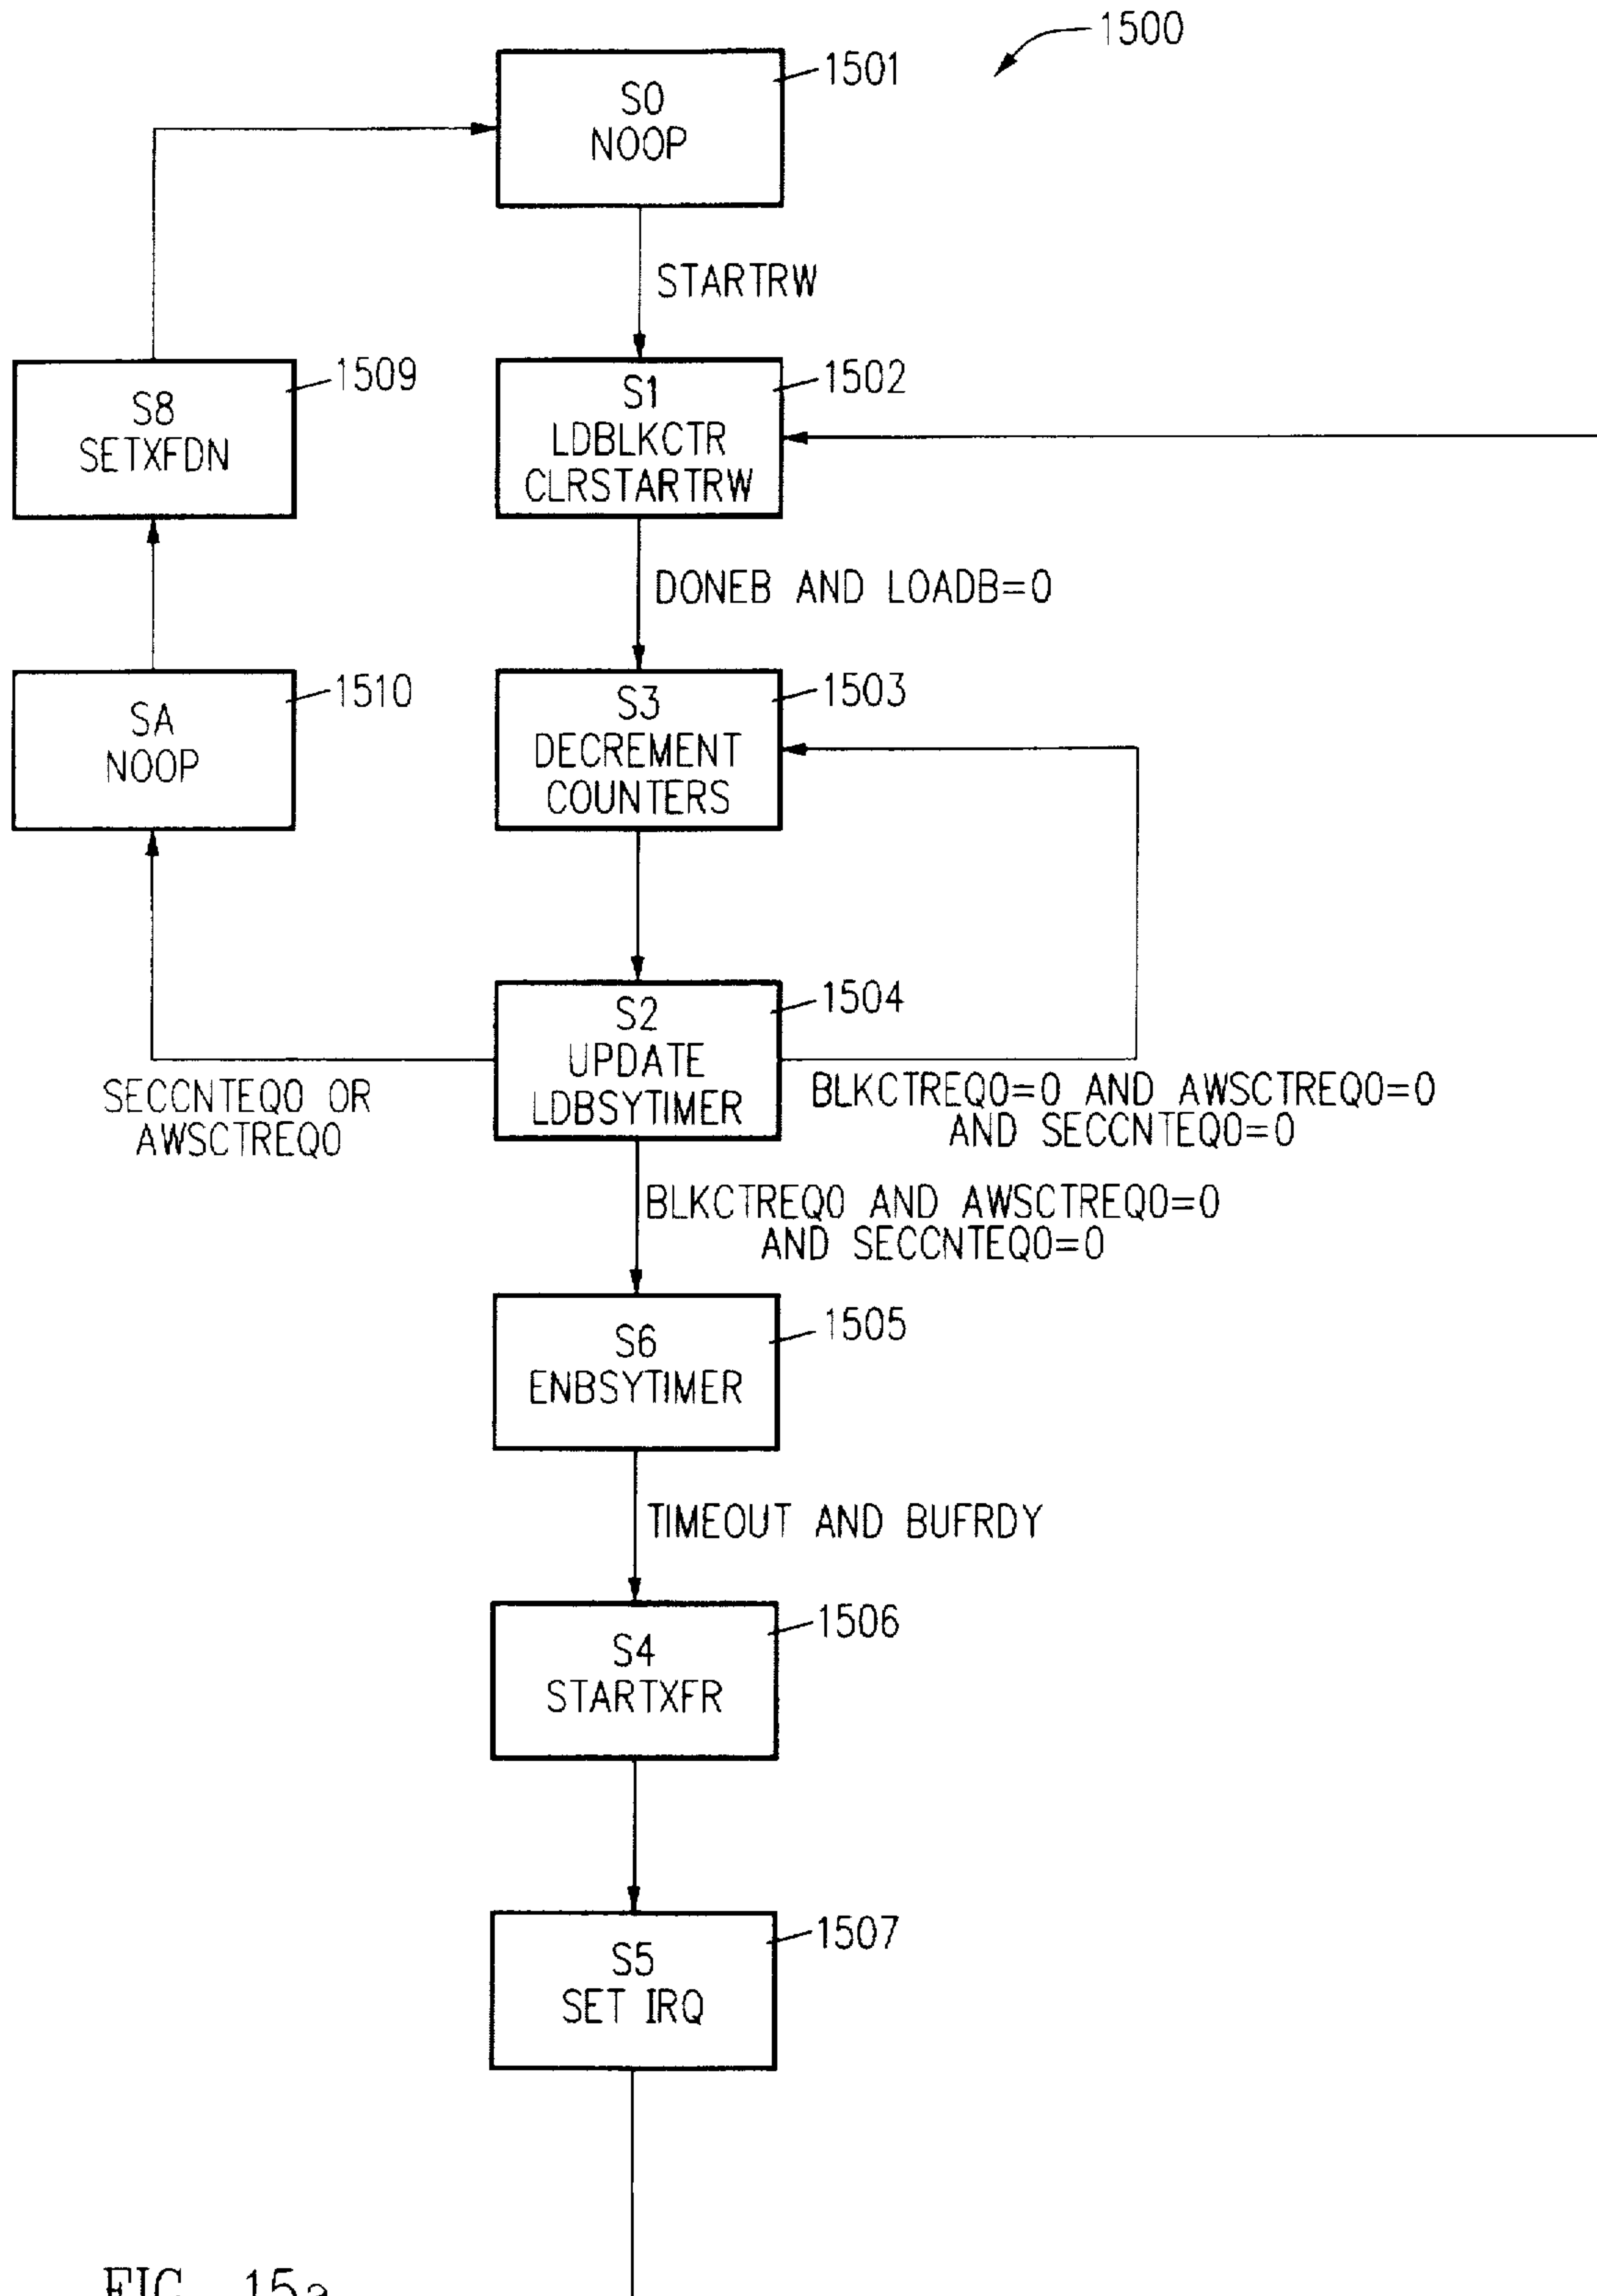 1500
1501
S0
NOOP
STARTRW
1509
S8
SETXFDN
1502
S1
LDBLKCTR
CLRSTARTRW
DONEB AND LOADB=0
1510
SA
NOOP
1503
S3
DECREMENT
COUNTERS
1504
S2
UPDATE
LDBSYTIMER
SECCNTEQ0 OR
AWSCTREQ0
BLKCTREQ0=0 AND AWSCTREQ0=0
AND SECCNTEQ0=0
BLKCTREQ0 AND AWSCTREQ0=0
AND SECCNTEQ0=0
1505
S6
ENBSYTIMER
TIMEOUT AND BUFRDY
1506
S4
STARTXFR
1507
S5
SET IRQ
FIG. 15a